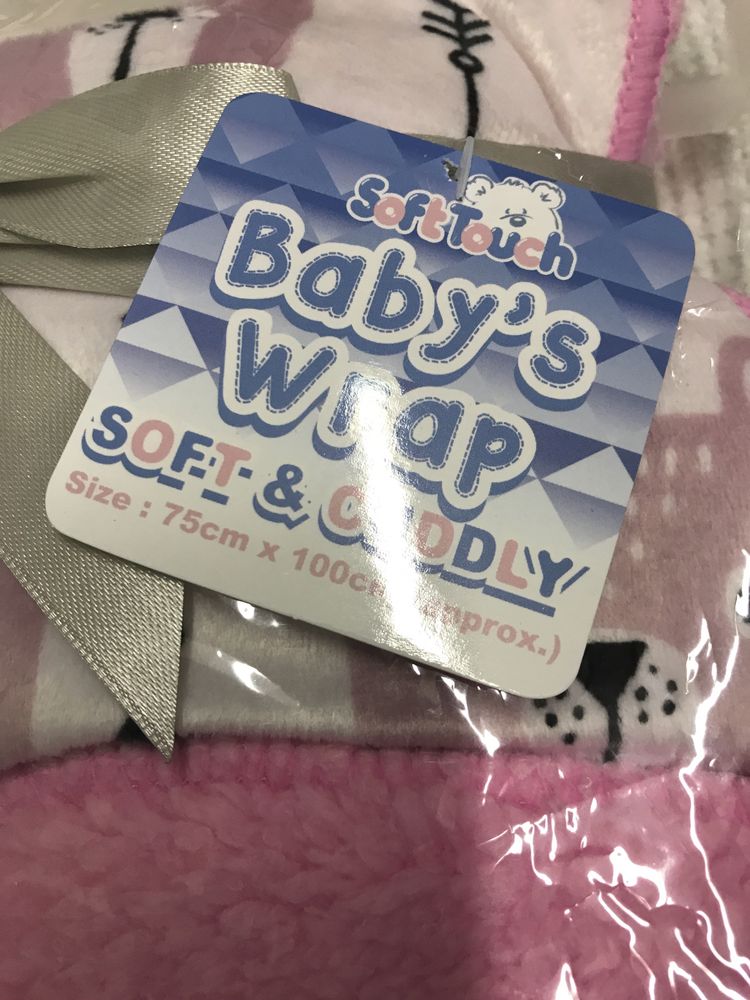 Soft Touch
Baby's
Wrap
SOFT & CUDDLY
Size : 75cm x 100cm (approx.)